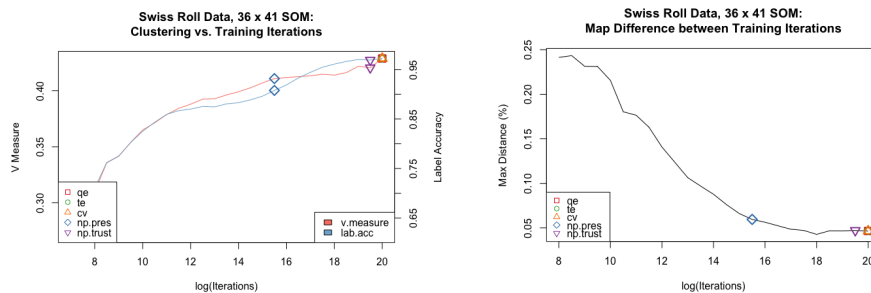 Swiss Roll Data, 36 x 41 SOM:
Clustering vs. Training Iterations
V Measure
0.40
0.35
0.30
Label Accuracy
0.95
0.85
0.75
0.65
qe
te
cv
np.pres
np.trust
v.measure
lab.acc
8 10 12 14 16 18 20
log(Iterations)
Swiss Roll Data, 36 x 41 SOM:
Map Difference between Training Iterations
Max Distance (%)
0.25
0.20
0.15
0.10
0.05
qe
te
cv
np.pres
np.trust
8 10 12 14 16 18 20
log(Iterations)